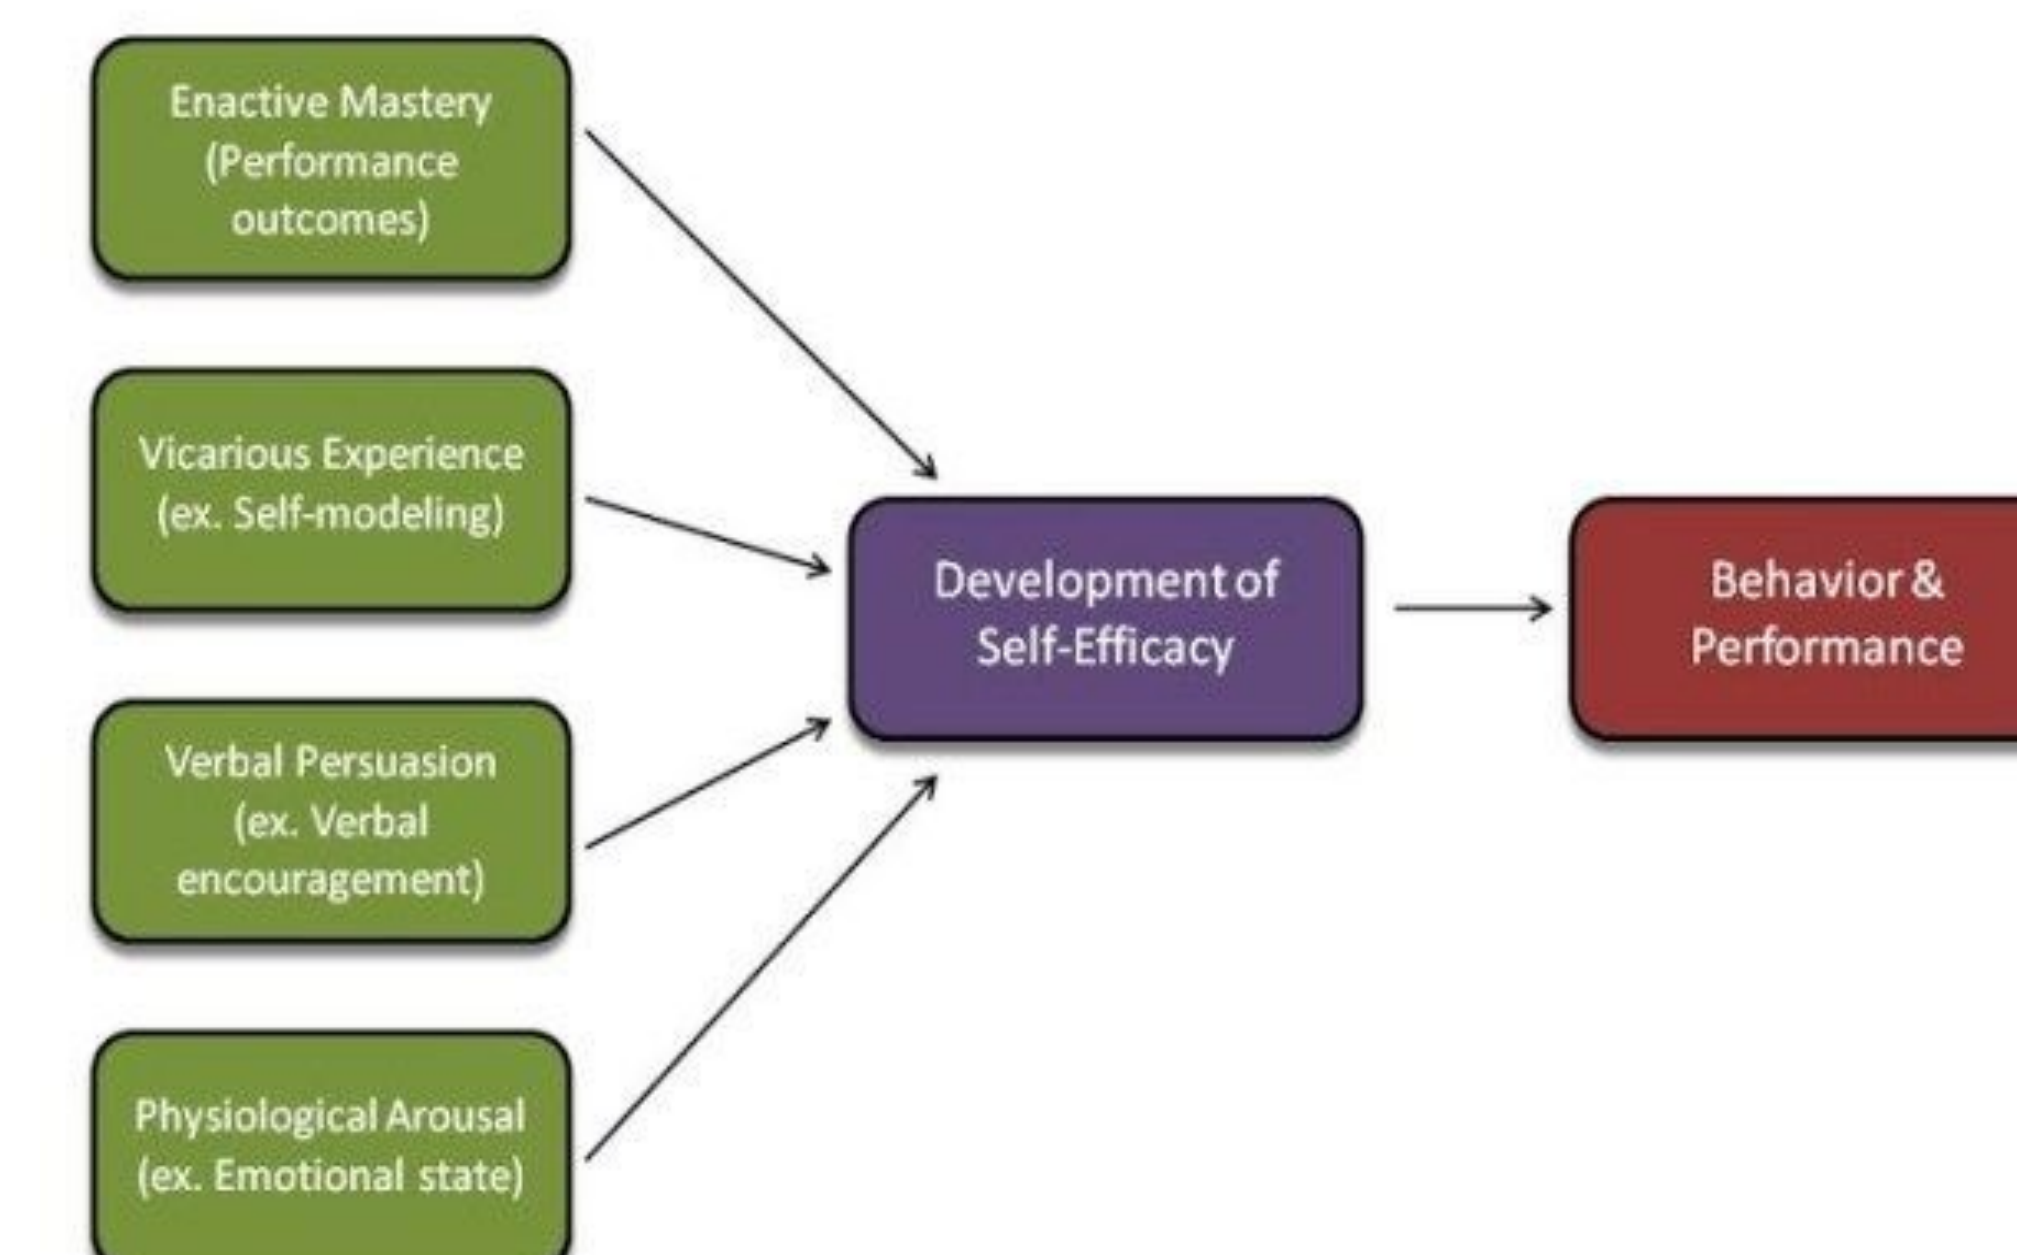 Enactive Mastery
(Performance
outcomes)
Vicarious Experience
(ex. Self-modeling)
Verbal Persuasion
(ex. Verbal
encouragement)
Physiological Arousal
(ex. Emotional state)
Development of
Self-Efficacy
Behavior &
Performance